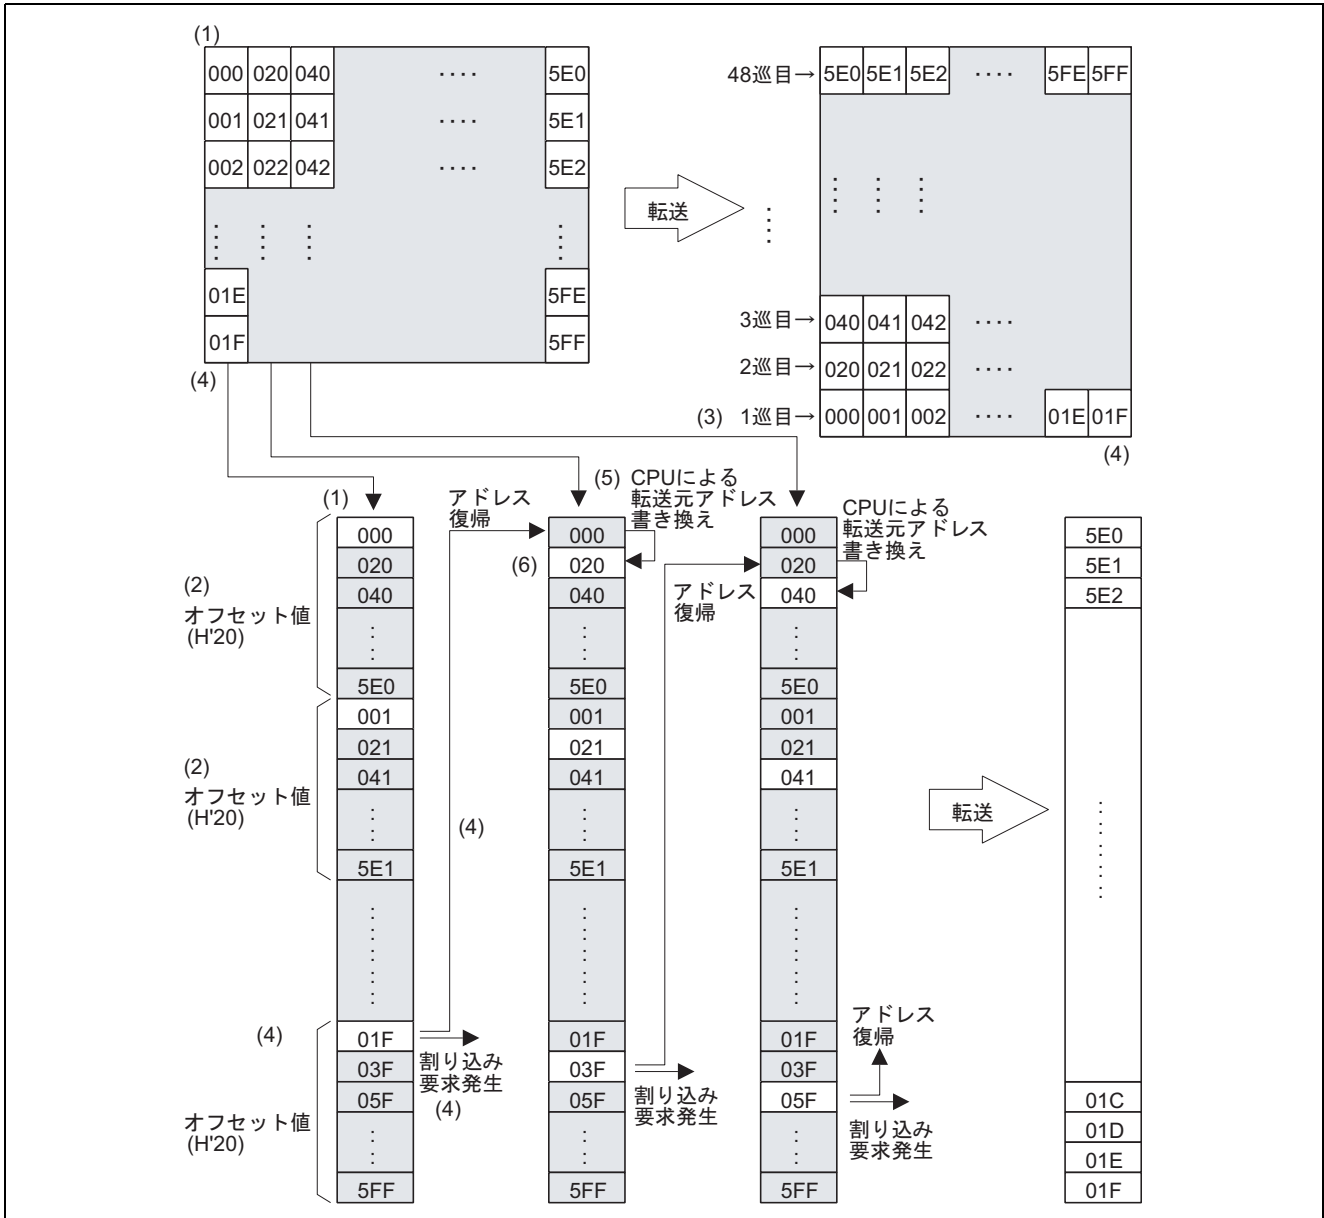 (1)
000 020 040 ···· 5E0
001 021 041 ···· 5E1
002 022 042 ···· 5E2
01E 5FE
01F 5FF
(4)
転送
48巡目→ 5E0 5E1 5E2 ···· 5FE 5FF
3巡目→ 040 041 042 ····
2巡目→ 020 021 022 ····
(3) 1巡目→ 000 001 002 ···· 01E 01F
(4)
(1)
(2)
オフセット値
(H'20)
(2)
オフセット値
(H'20)
(4)
オフセット値
(H'20)
000
020
040
5E0
001
021
041
5E1
01F
03F
05F
5FF
アドレス
復帰
(4)
割り込み
要求発生
(4)
(5) CPUによる
転送元アドレス
書き換え
(6)
000
020
040
5E0
001
021
041
5E1
01F
03F
05F
5FF
アドレス
復帰
割り込み
要求発生
CPUによる
転送元アドレス
書き換え
000
020
040
5E0
001
021
041
5E1
01F
03F
05F
5FF
アドレス
復帰
割り込み
要求発生
転送
5E0
5E1
5E2
01C
01D
01E
01F